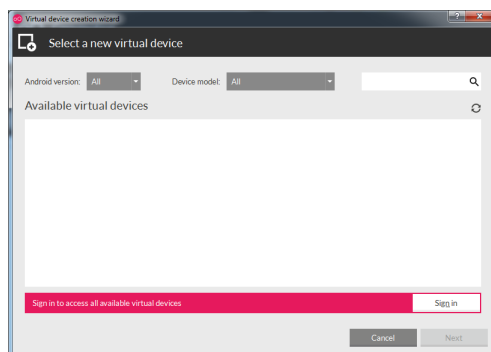 Virtual device creation wizard
Select a new virtual device
Android version: All Device model: All
Available virtual devices
Sign in to access all available virtual devices Sign in
Cancel Next